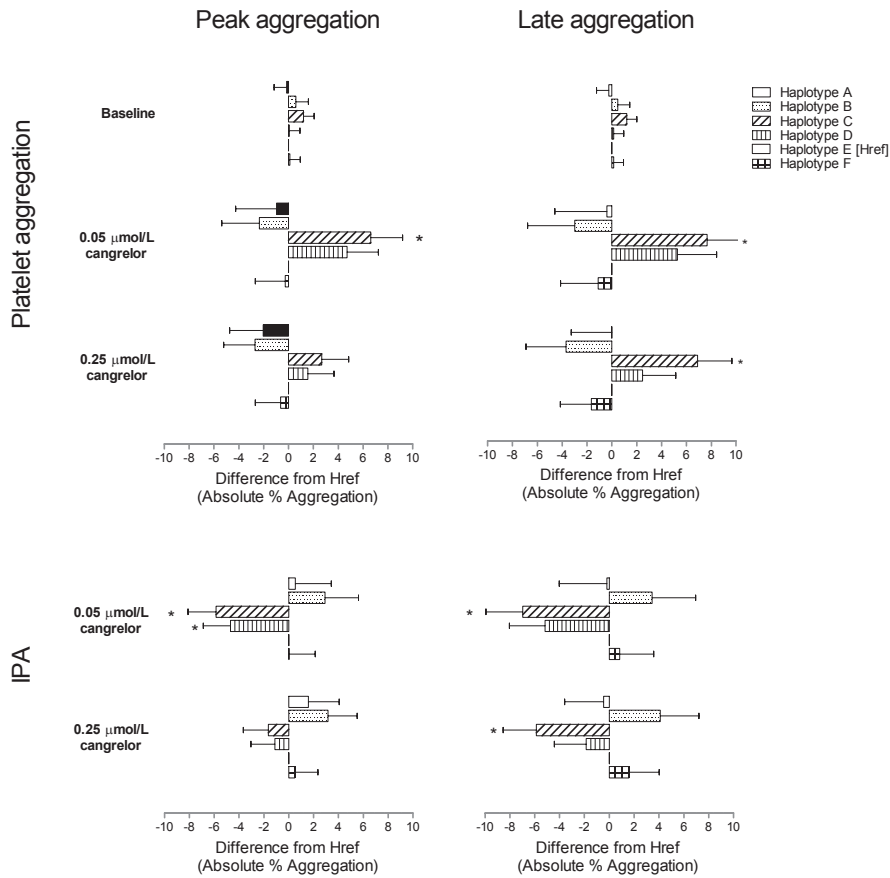 Peak aggregation
Late aggregation
Haplotype A
Haplotype B
Haplotype C
Haplotype D
Haplotype E [Href]
Haplotype F
Platelet aggregation
Baseline
0.05 μmol/L
cangrelor
*
*
0.25 μmol/L
cangrelor
*
-10 -8 -6 -4 -2 0 2 4 6 8 10
-10 -8 -6 -4 -2 0 2 4 6 8 10
Difference from Href
(Absolute % Aggregation)
Difference from Href
(Absolute % Aggregation)
IPA
0.05 μmol/L
cangrelor
*
*
*
0.25 μmol/L
cangrelor
*
-10 -8 -6 -4 -2 0 2 4 6 8 10
-10 -8 -6 -4 -2 0 2 4 6 8 10
Difference from Href
(Absolute % Aggregation)
Difference from Href
(Absolute % Aggregation)